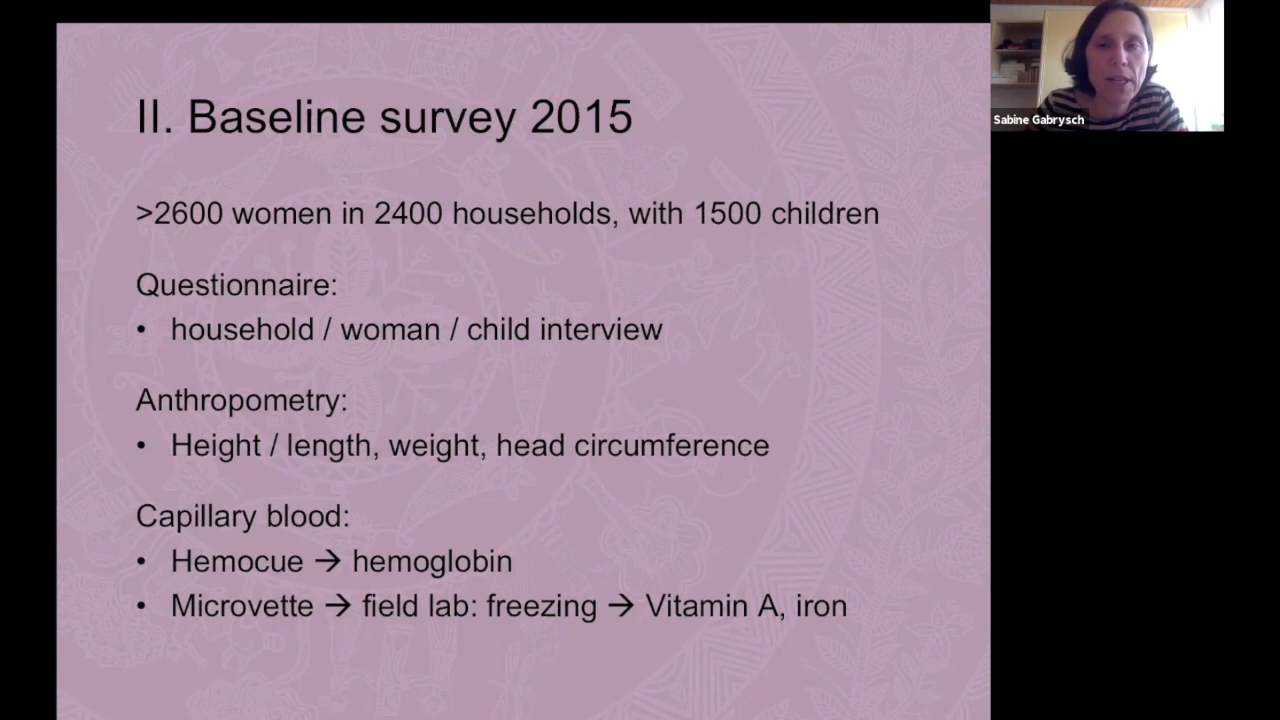 II. Baseline survey 2015
>2600 women in 2400 households, with 1500 children
Questionnaire:
• household / woman / child interview
Anthropometry:
• Height / length, weight, head circumference
Capillary blood:
• Hemocue → hemoglobin
• Microvette → field lab: freezing → Vitamin A, iron
Sabine Gabrysch